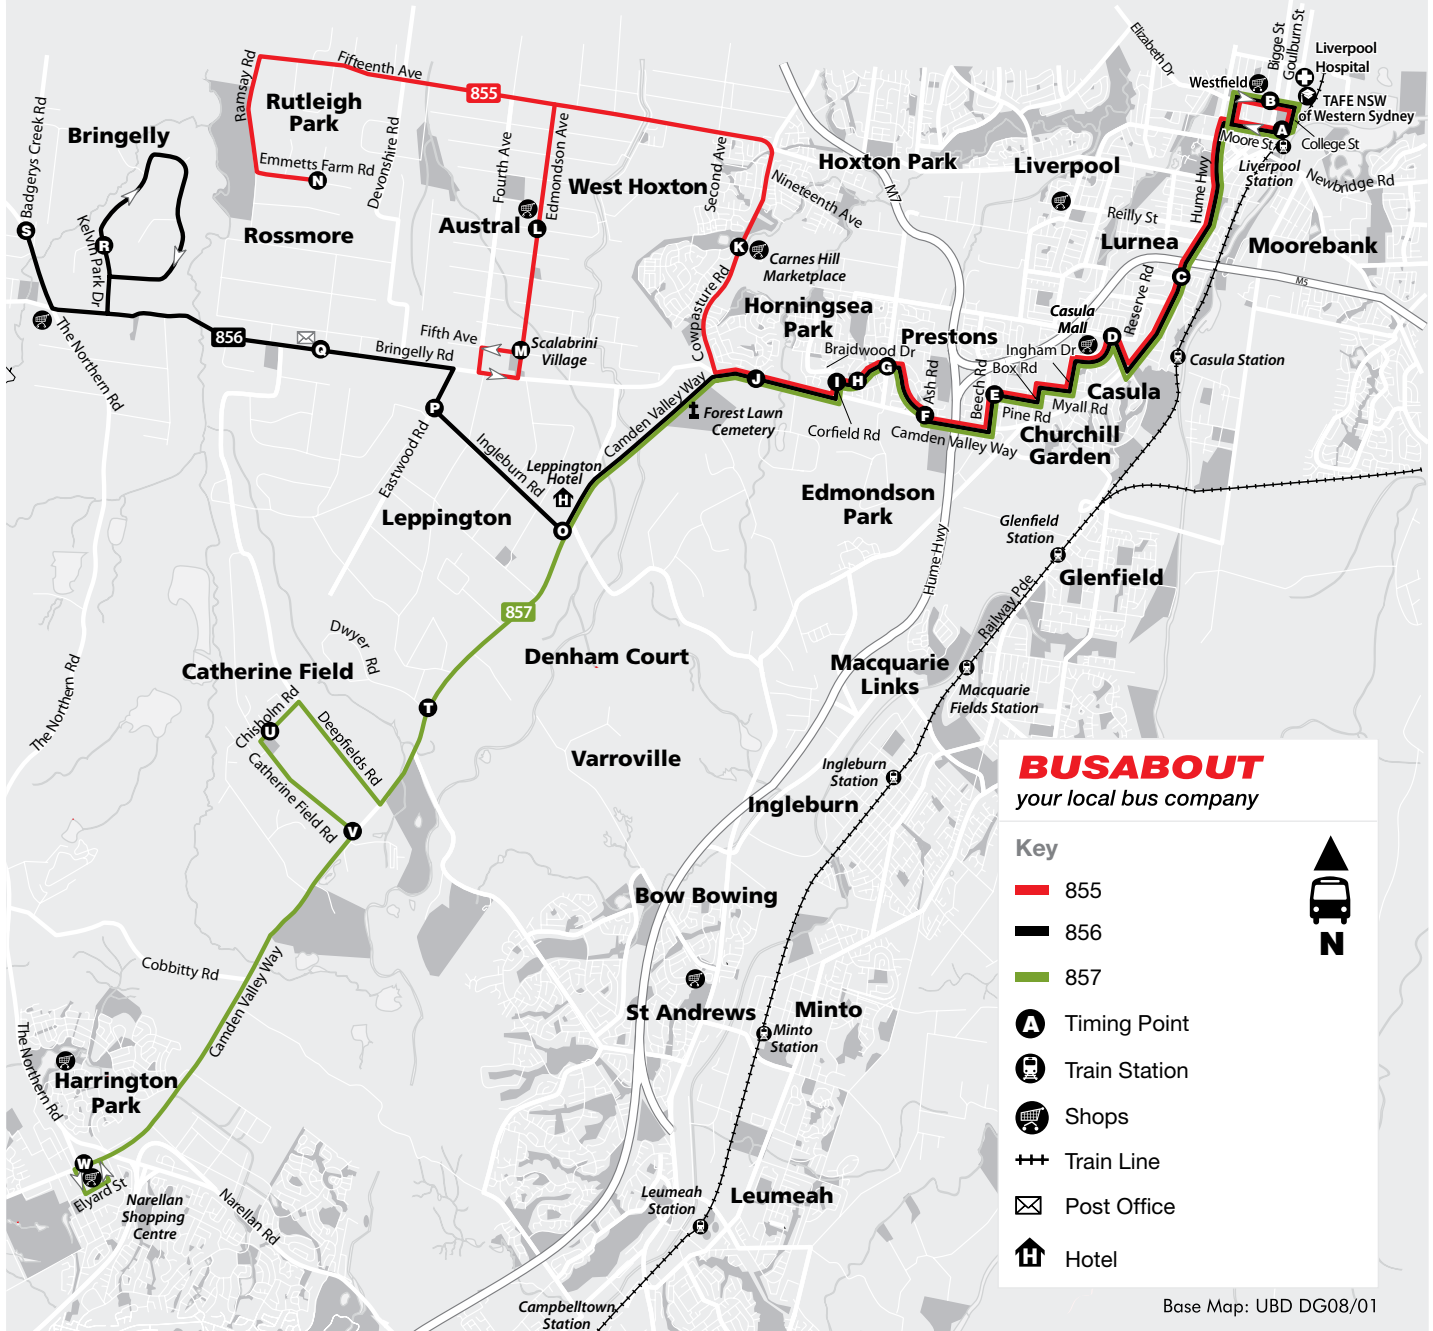 Elizabeth Dr
Bigge St
Goulburn St
Liverpool
Hospital
Westfield
B
TAFE NSW
of Western Sydney
A
Moore St
College St
Liverpool
Station
Newbridge Rd
Fifteenth Ave
855
Ramsay Rd
Rutleigh
Park
Emmetts Farm Rd
N
Devonshire Rd
Badgerys Creek Rd
Bringelly
Fourth Ave
Edmondson Ave
West Hoxton
Second Ave
Nineteenth Ave
Hoxton Park
M7
Liverpool
Hume Hwy
Reilly St
Lurnea
Moorebank
M5
S
Kelvin Park Dr
R
Rossmore
Austral
L
K
Carnes Hill
Marketplace
Cowpasture Rd
Horningsea
Park
Prestons
Casula
Mall
Reserve Rd
C
D
Casula Station
The Northern Rd
856
Q
Fifth Ave
Bringelly Rd
M
Scalabrini
Village
Braidwood Dr
Ingham Dr
Box Rd
J
I
H
G
Ash Rd
F
Beech Rd
E
Pine Rd
Myall Rd
Casula
Churchill
Garden
Corfield Rd
Camden Valley Way
Forest Lawn
Cemetery
Camden Valley Way
P
Eastwood Rd
Ingleburn Rd
Leppington
Hotel
H
O
Leppington
Edmondson
Park
Glenfield
Station
Glenfield
Hume Hwy
Railway Pde
857
Dwyer Rd
Denham Court
Catherine Field
Macquarie
Links
Macquarie
Fields Station
Chisholm Rd
U
Deepfields Rd
T
Catherine Field Rd
V
The Northern Rd
Varroville
Ingleburn
Station
Ingleburn
Bow Bowing
Cobbitty Rd
Camden Valley Way
St Andrews
Minto
Minto
Station
The Northern Rd
Harrington
Park
W
Elyard St
Narellan
Shopping
Centre
Narellan Rd
Leumeah
Station
Leumeah
Campbelltown
Station
BUSABOUT
your local bus company
Key
855
856
857
N
A Timing Point
Train Station
Shops
Train Line
Post Office
H Hotel
Base Map: UBD DG08/01